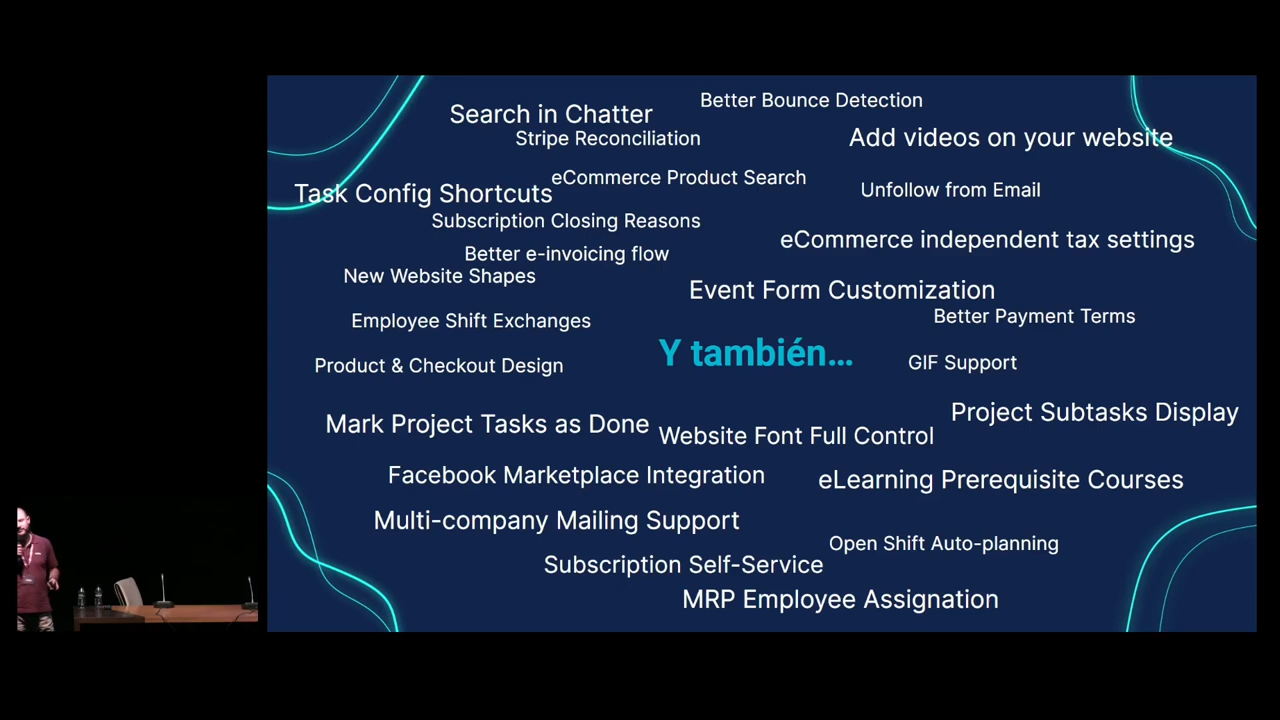 Better Bounce Detection
Search in Chatter
Add videos on your website
Stripe Reconciliation
eCommerce Product Search
Unfollow from Email
Task Config Shortcuts
Subscription Closing Reasons
eCommerce independent tax settings
Better e-invoicing flow
New Website Shapes
Event Form Customization
Better Payment Terms
Employee Shift Exchanges
Y también...
GIF Support
Product & Checkout Design
Project Subtasks Display
Mark Project Tasks as Done
Website Font Full Control
Facebook Marketplace Integration
eLearning Prerequisite Courses
Multi-company Mailing Support
Open Shift Auto-planning
Subscription Self-Service
MRP Employee Assignation